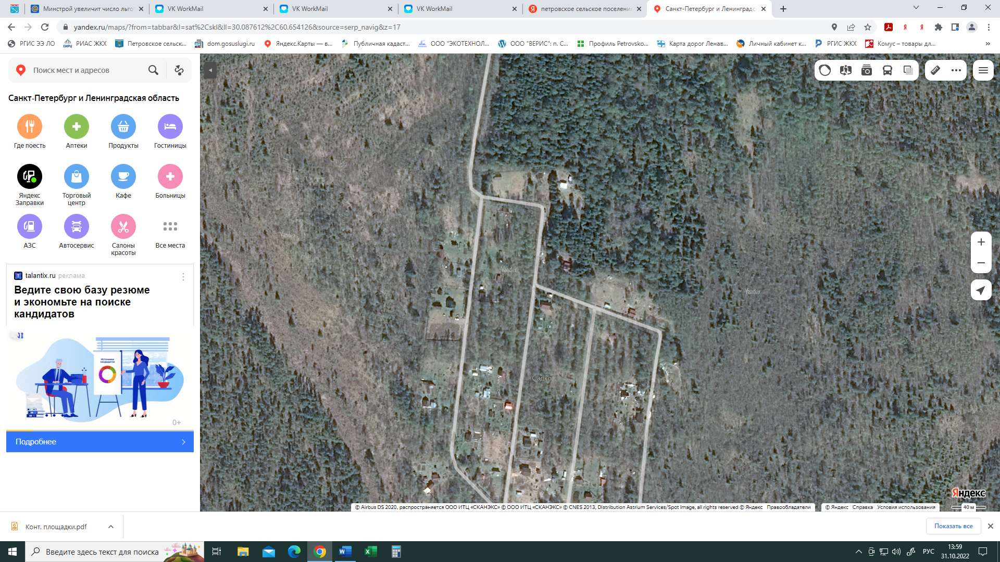 Минстрой увеличит число льго
VK WorkMail
VK WorkMail
VK WorkMail
петровское сельское поселение
Санкт-Петербург и Ленинградс
yandex.ru/maps/?from=tabbar&l=sat%2Cskl&ll=30.087612%2C60.654126&source=serp_navig&z=17
РГИС ЭЭ ЛО
РИАС ЖКХ
Петровское сельск...
dom.gosuslugi.ru
Яндекс.Карты — в...
Публичная кадаст...
ООО "ЭКОТЕХНОЛ...
ООО "ВЕРИС": п. С...
Профиль Petrovsko...
Карта дорог Ленав...
Личный кабинет к...
РГИС ЖКХ
Комус – товары дл...
»
Поиск мест и адресов
Санкт-Петербург и Ленинградская область
Где поесть
Аптеки
Продукты
Гостиницы
Яндекс
Заправки
Торговый
центр
Кафе
Больницы
АЗС
Автосервис
Салоны
красоты
Все места
talantix.ru реклама
Ведите свою базу резюме
и экономьте на поиске
кандидатов
Источники
кандидатов
0+
Подробнее
Yandex
Yandex
Yandex
Садко
Яндекс
© Airbus DS 2020, распространяется ООО ИТЦ «СКАНЭКС» © ООО ИТЦ «СКАНЭКС» © CNES 2013, Distribution Astrium Services/Spot Image, all rights reserved © Яндекс Правообладатели
© Яндекс Справка Условия использования
40 м
Конт. площадки.pdf
Показать все
Введите здесь текст для поиска
РУС
13:59
31.10.2022